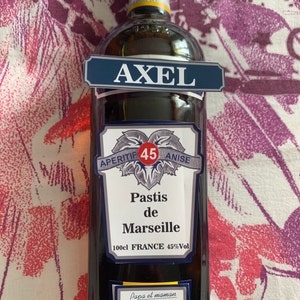 AXEL
APERITIF 45 ANISE
Pastis
de
Marseille
100cl FRANCE 45%Vol
Papa et maman